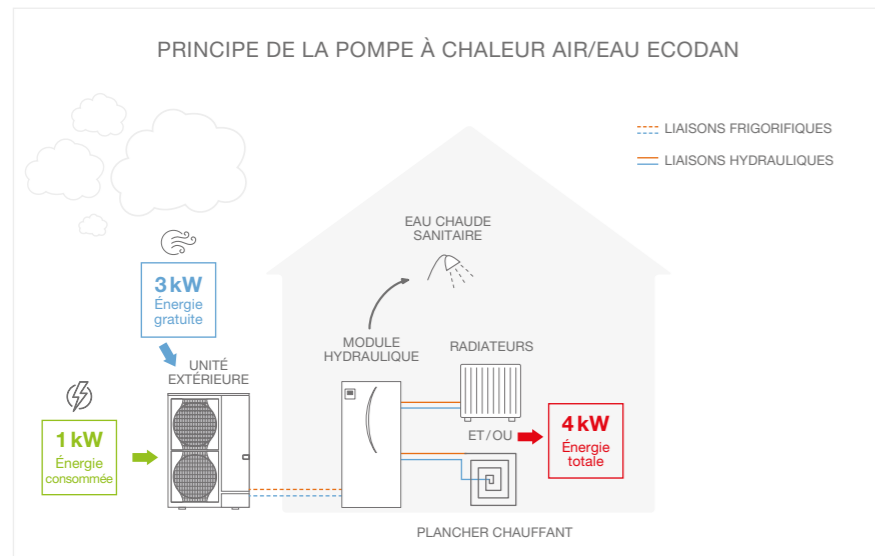 PRINCIPE DE LA POMPE À CHALEUR AIR/EAU ECODAN
LIAISONS FRIGORIFIQUES
LIAISONS HYDRAULIQUES
EAU CHAUDE
SANITAIRE
3 kW
Énergie
gratuite
UNITÉ
EXTÉRIEURE
MODULE
HYDRAULIQUE
RADIATEURS
1 kW
Énergie
consommée
ET/OU
4 kW
Énergie
totale
PLANCHER CHAUFFANT